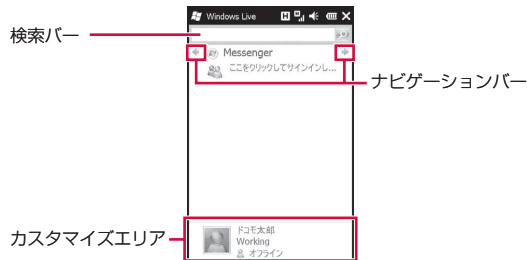 Windows Live
検索バー
Messenger
ここをクリックしてサインインし...
ナビゲーションバー
カスタマイズエリア
ドコモ太郎
Working
オフライン